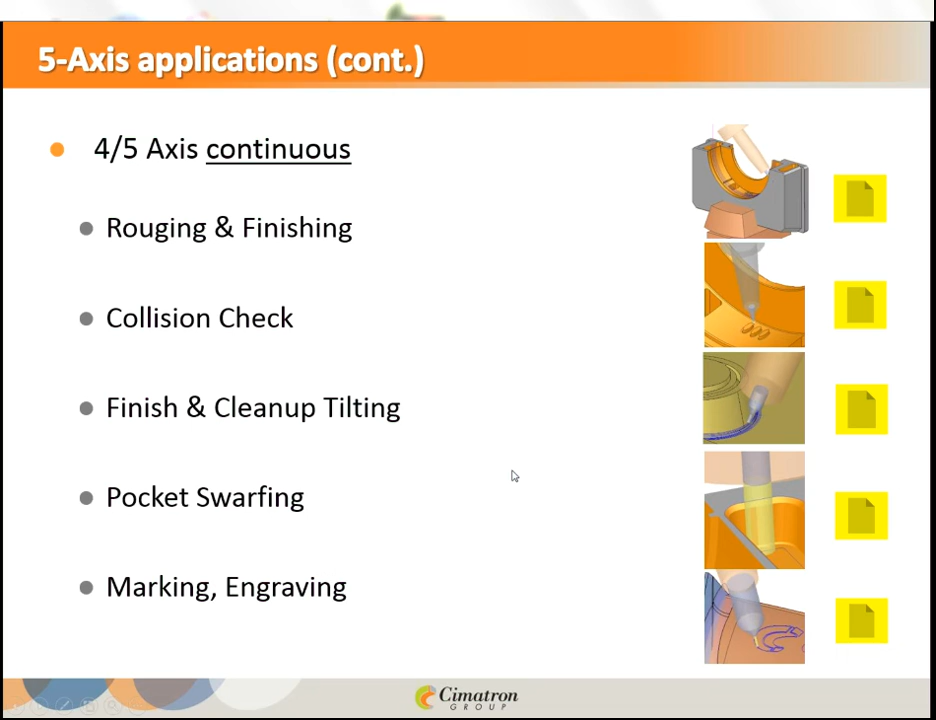 5-Axis applications (cont.)
4/5 Axis continuous
Rouging & Finishing
Collision Check
Finish & Cleanup Tilting
Pocket Swarfing
Marking, Engraving
Cimatron
GROUP